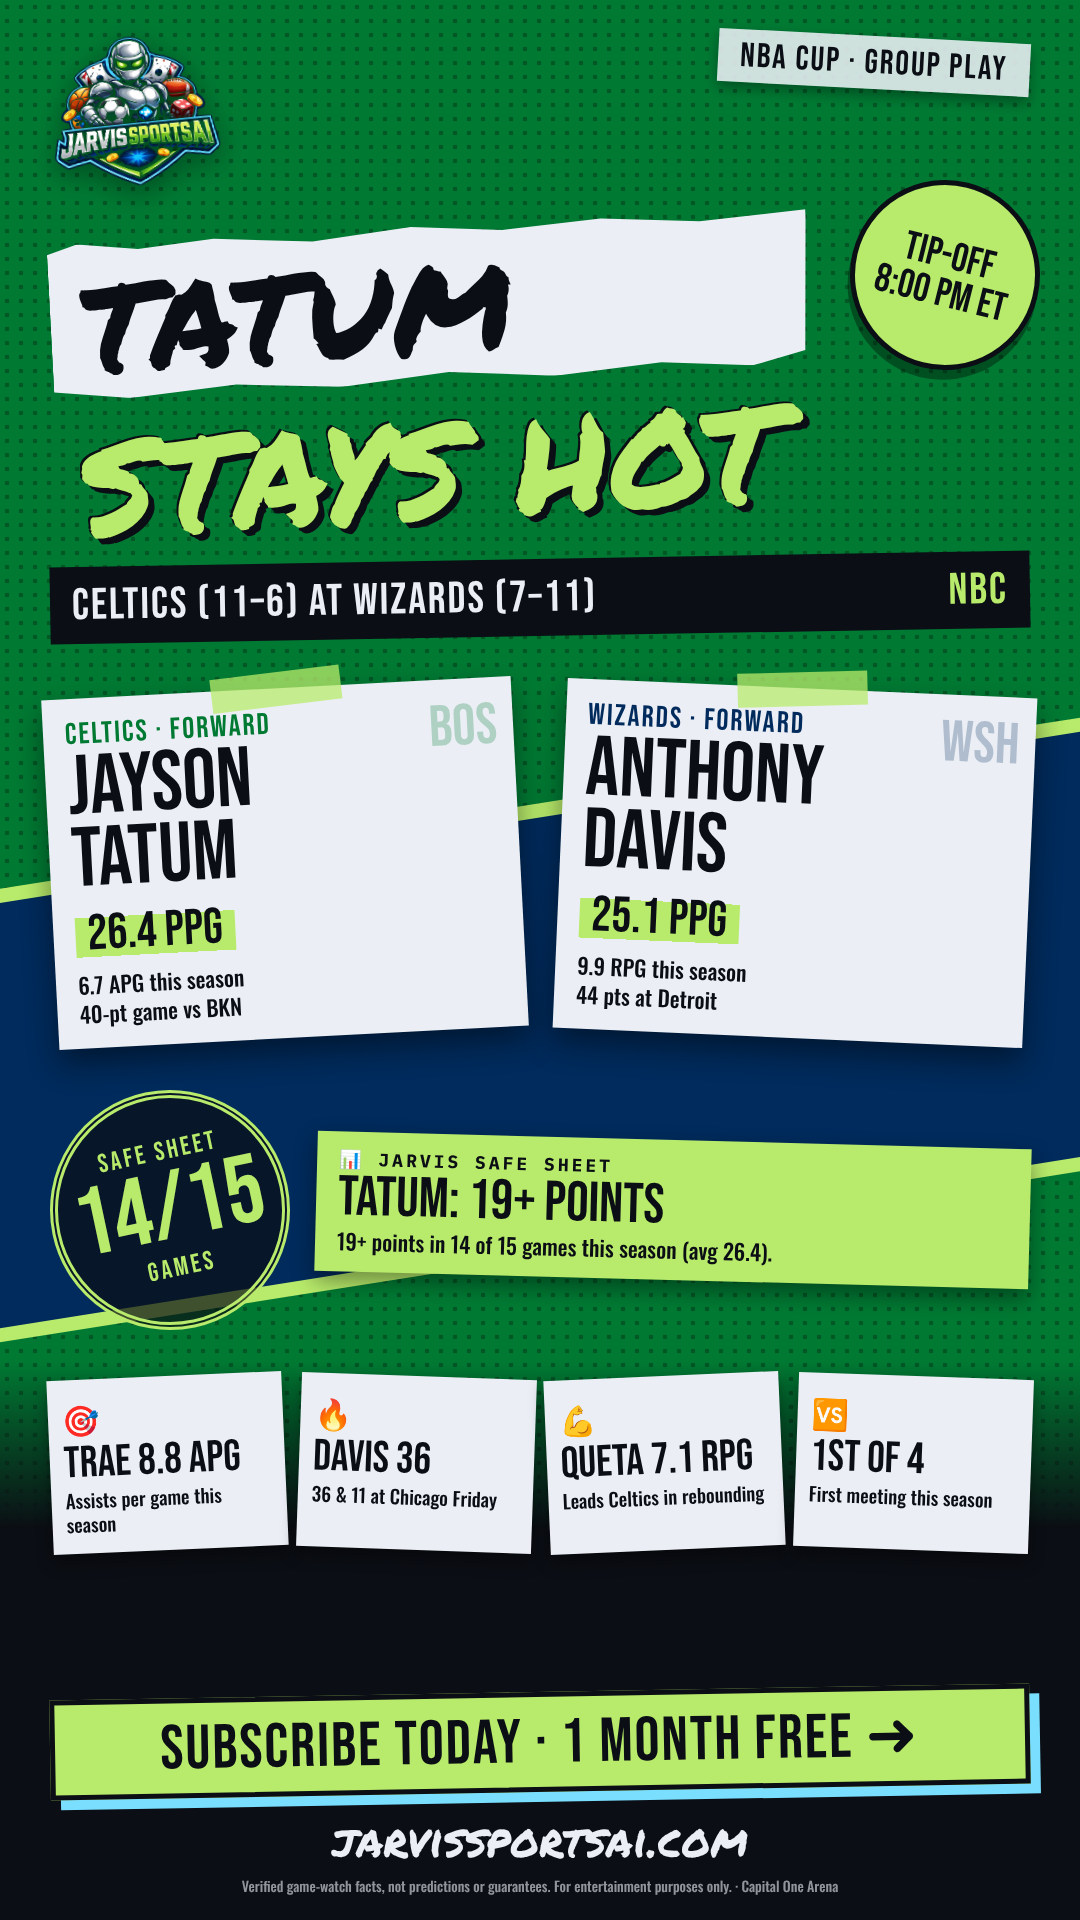 JARVISSPORTSAI
NBA CUP · GROUP PLAY
TIP-OFF
8:00 PM ET
TATUM
STAYS HOT
CELTICS (11-6) AT WIZARDS (7-11)
NBC
CELTICS · FORWARD
BOS
JAYSON
TATUM
26.4 PPG
6.7 APG this season
40-pt game vs BKN
WIZARDS · FORWARD
WSH
ANTHONY
DAVIS
25.1 PPG
9.9 RPG this season
44 pts at Detroit
SAFE SHEET
14/15
GAMES
📊 JARVIS SAFE SHEET
TATUM: 19+ POINTS
19+ points in 14 of 15 games this season (avg 26.4).
🎯
TRAE 8.8 APG
Assists per game this
season
🔥
DAVIS 36
36 & 11 at Chicago Friday
💪
QUETA 7.1 RPG
Leads Celtics in rebounding
🆚
1ST OF 4
First meeting this season
SUBSCRIBE TODAY · 1 MONTH FREE →
JARVISSPORTSAI.COM
Verified game-watch facts, not predictions or guarantees. For entertainment purposes only. · Capital One Arena